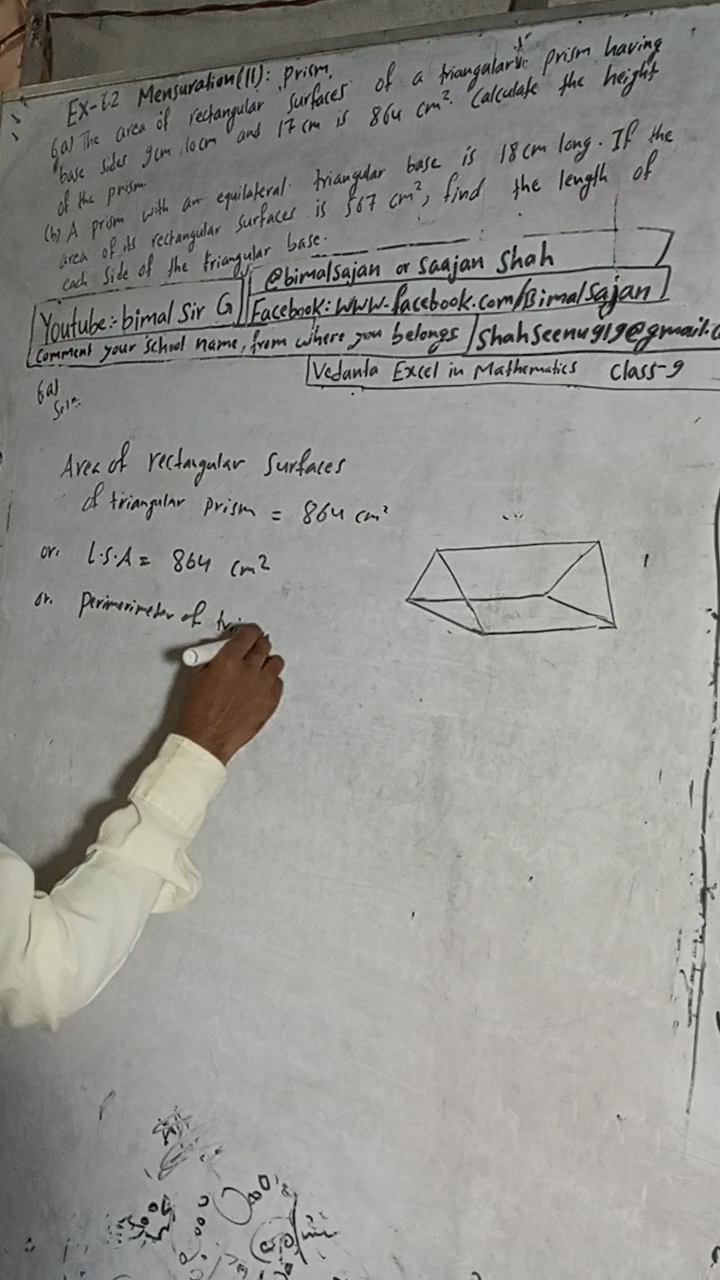 Ex-6.2 Mensuration(II): Prism.
6a) The area of rectangular surfaces of a triangular prism having
base sides 9cm, 10cm and 17cm is 864 cm². Calculate the height
of the prism
(b) A prism with an equilateral triangular base is 18cm long. If the
area of its rectangular surfaces is 567 cm², find the length of
each side of the triangular base.
@bimalsajan or Saajan Shah
Youtube:- bimal Sir G
Facebook: WWW.facebook.com/Bimalsajan
Comment your school name, from where you belongs
Shahseenu919@gmail.c
Vedanta Excel in Mathematics Class-9
6a)
Soln:
Area of rectangular Surfaces
of triangular prism = 864 cm²
or, L.S.A = 864 cm²
or, perimerimeter of tri